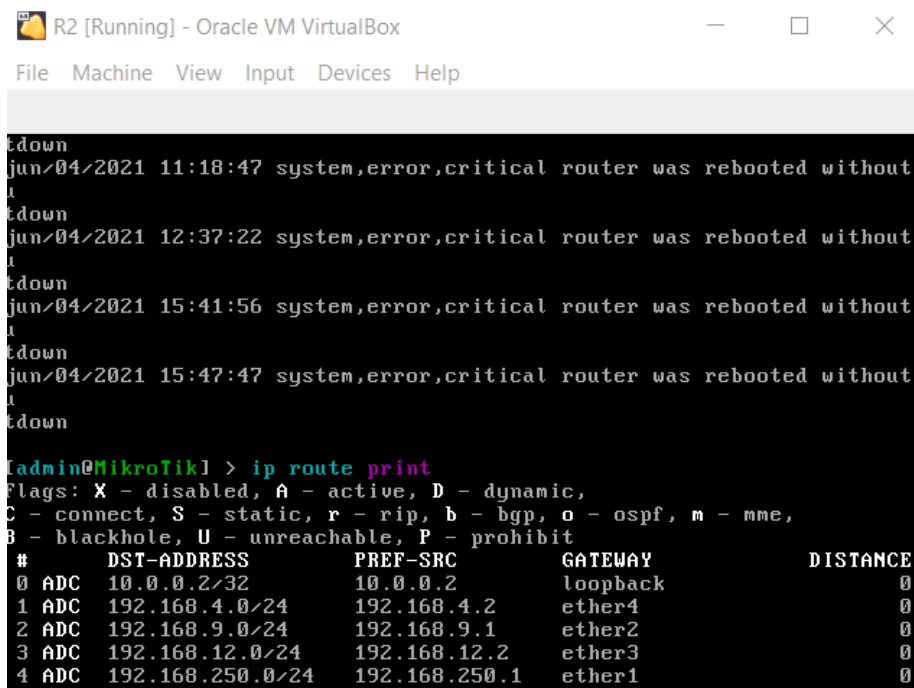 R2 [Running] - Oracle VM VirtualBox
File Machine View Input Devices Help
tdown
jun/04/2021 11:18:47 system,error,critical router was rebooted without
u
tdown
jun/04/2021 12:37:22 system,error,critical router was rebooted without
u
tdown
jun/04/2021 15:41:56 system,error,critical router was rebooted without
u
tdown
jun/04/2021 15:47:47 system,error,critical router was rebooted without
u
tdown
[admin@MikroTik] > ip route print
Flags: X - disabled, A - active, D - dynamic,
C - connect, S - static, r - rip, b - bgp, o - ospf, m - mme,
B - blackhole, U - unreachable, P - prohibit
# DST-ADDRESS PREF-SRC GATEWAY DISTANCE
0 ADC 10.0.0.2/32 10.0.0.2 loopback 0
1 ADC 192.168.4.0/24 192.168.4.2 ether4 0
2 ADC 192.168.9.0/24 192.168.9.1 ether2 0
3 ADC 192.168.12.0/24 192.168.12.2 ether3 0
4 ADC 192.168.250.0/24 192.168.250.1 ether1 0